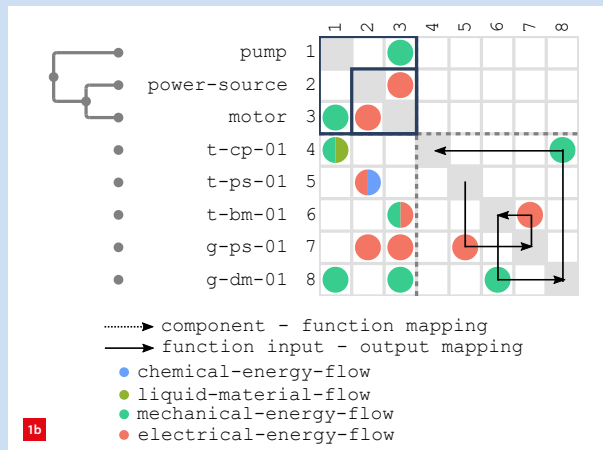 1 2 3 4 5 6 7 8
pump 1
power-source 2
motor 3
t-cp-01 4
t-ps-01 5
t-bm-01 6
g-ps-01 7
g-dm-01 8
component - function mapping
function input - output mapping
chemical-energy-flow
liquid-material-flow
mechanical-energy-flow
electrical-energy-flow
1b